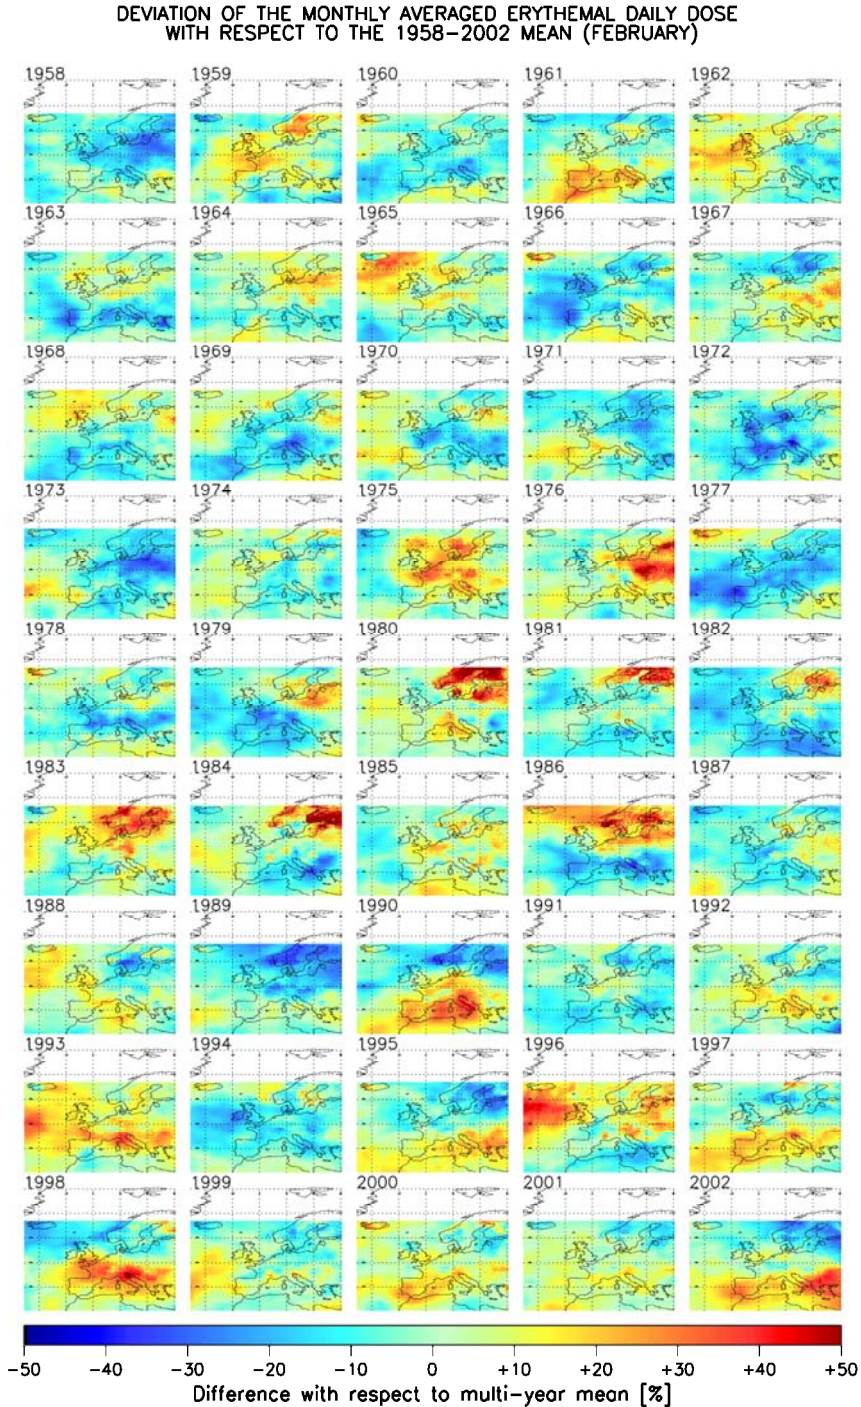 DEVIATION OF THE MONTHLY AVERAGED ERYTHEMAL DAILY DOSE
WITH RESPECT TO THE 1958-2002 MEAN (FEBRUARY)
1958 1959 1960 1961 1962
1963 1964 1965 1966 1967
1968 1969 1970 1971 1972
1973 1974 1975 1976 1977
1978 1979 1980 1981 1982
1983 1984 1985 1986 1987
1988 1989 1990 1991 1992
1993 1994 1995 1996 1997
1998 1999 2000 2001 2002
-50 -40 -30 -20 -10 0 +10 +20 +30 +40 +50
Difference with respect to multi-year mean [%]